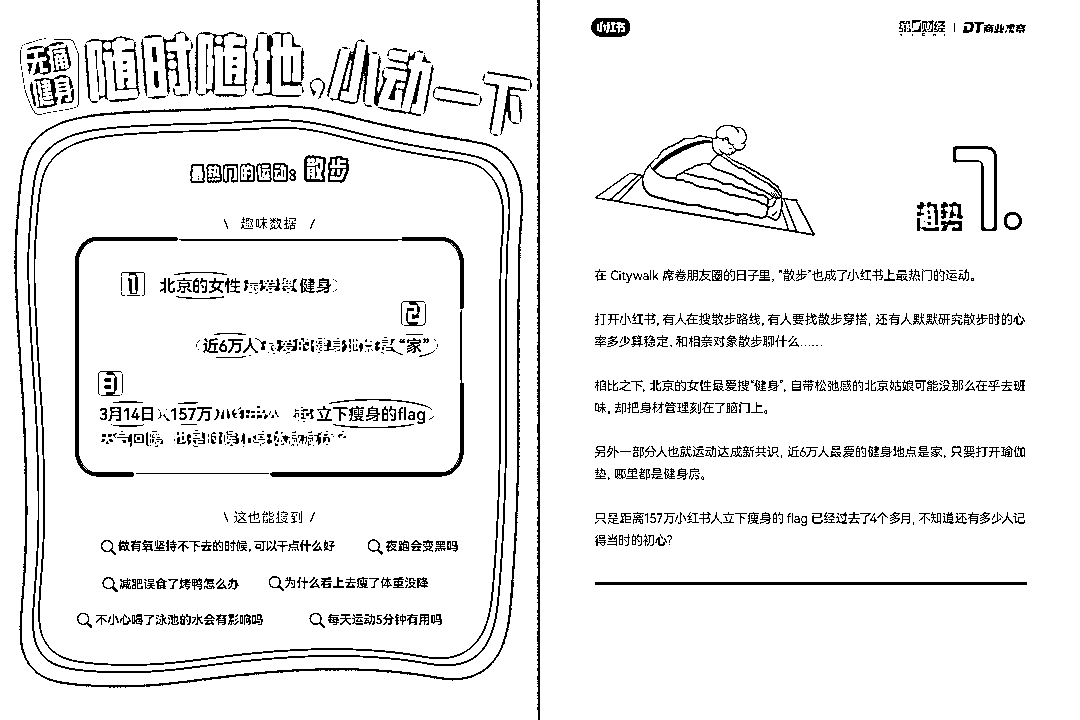 无痛
健身
随时随地,小动一下
最热门的运动:散步
\ 趣味数据 /
1 北京的女性最爱搜“健身”
2
近6万人最爱的健身地点是“家”
3
3月14日,157万
立下瘦身的flag
天气回暖,也是时候
\ 这也能搜到 /
做有氧坚持不下去的时候,可以干点什么好
夜跑会变黑吗
减肥误食了烤鸭怎么办
为什么看上去瘦了体重没降
不小心喝了泳池的水会有影响吗
每天运动5分钟有用吗
小红书
第一财经 | DT商业观察
趋势 1.
在 Citywalk 席卷朋友圈的日子里,“散步”也成了小红书上最热门的运动。
打开小红书,有人在搜散步路线,有人要找散步穿搭,还有人默默研究散步时的心
率多少算稳定,和相亲对象散步聊什么……
相比之下,北京的女性最爱搜“健身”,自带松弛感的北京姑娘可能没那么在乎去班
味,却把身材管理刻在了脑门上。
另外一部分人也就运动达成新共识,近6万人最爱的健身地点是家,只要打开瑜伽
垫,哪里都是健身房。
只是距离157万小红书人立下瘦身的 flag 已经过去了4个多月,不知道还有多少人记
得当时的初心?